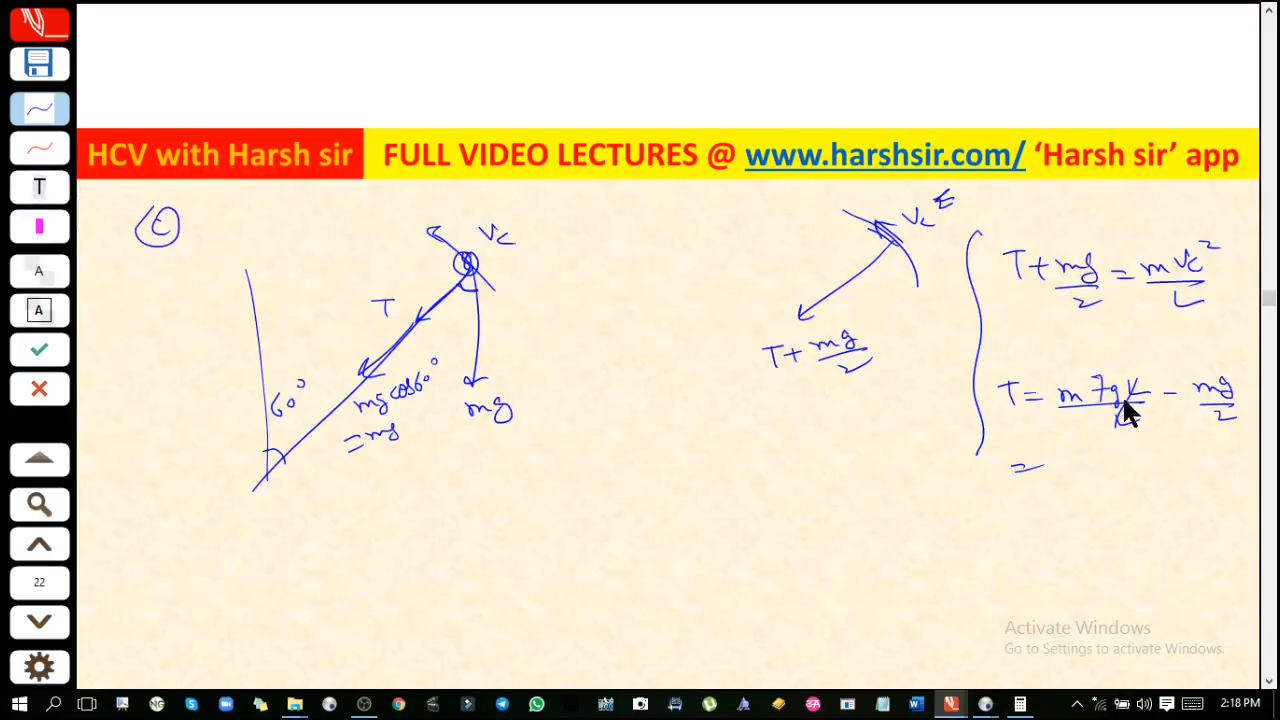 HCV with Harsh sir
FULL VIDEO LECTURES @ www.harshsir.com/ 'Harsh sir' app
C
Vc
T
60°
mg cos60°
= mg
mg
Vc
T + mg/2
T + mg/2 = mVc²/L
T = m7gL/L - mg/2
=
T
A
A
22
Activate Windows
Go to Settings to activate Windows.
2:18 PM